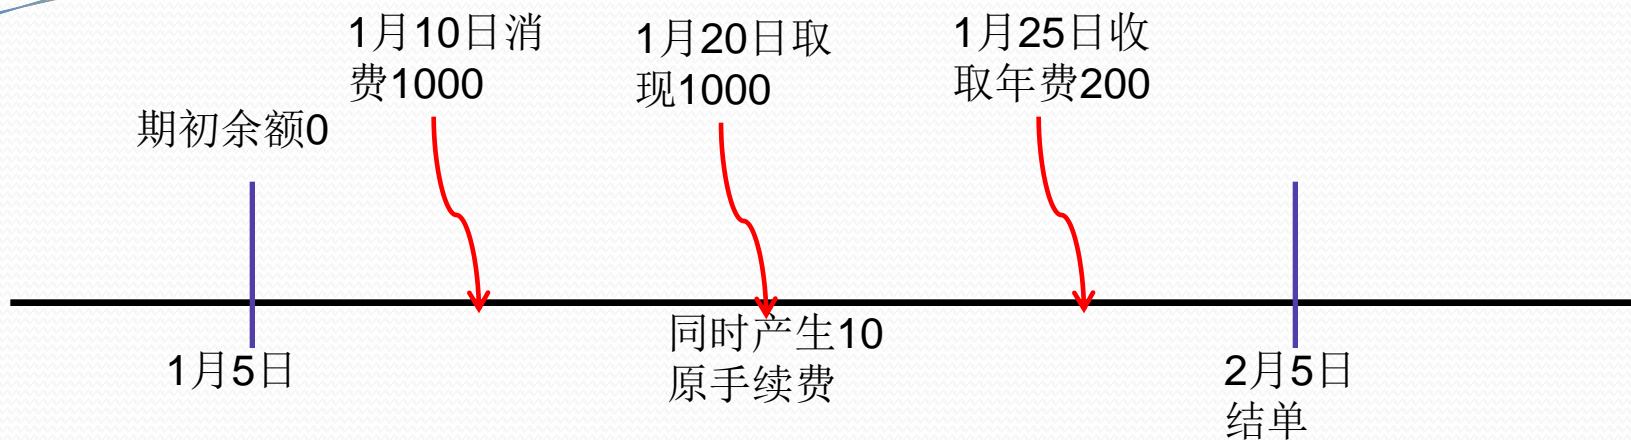 期初余额0
1月10日消
费1000
1月20日取
现1000
1月25日收
取年费200
同时产生10
原手续费
1月5日
2月5日
结单